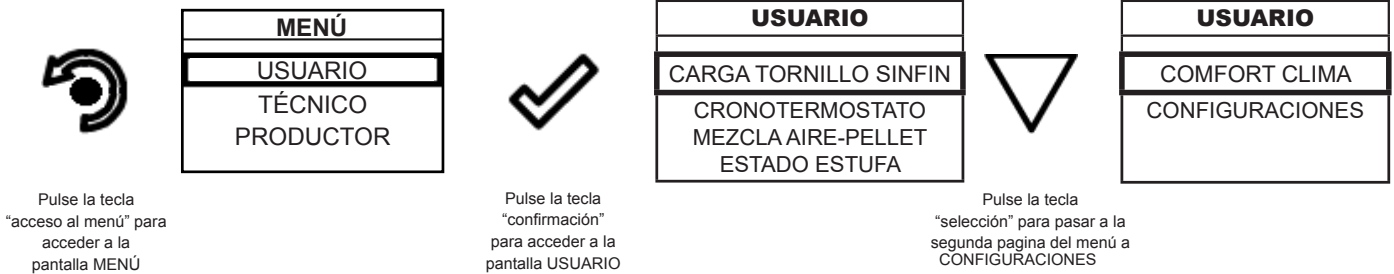 MENÚ
USUARIO
TÉCNICO
PRODUCTOR
USUARIO
CARGA TORNILLO SINFIN
CRONOTERMOSTATO
MEZCLA AIRE-PELLET
ESTADO ESTUFA
USUARIO
COMFORT CLIMA
CONFIGURACIONES
Pulse la tecla
“acceso al menú” para
acceder a la
pantalla MENÚ
Pulse la tecla
“confirmación”
para acceder a la
pantalla USUARIO
Pulse la tecla
“selección” para pasar a la
segunda pagina del menú a
CONFIGURACIONES